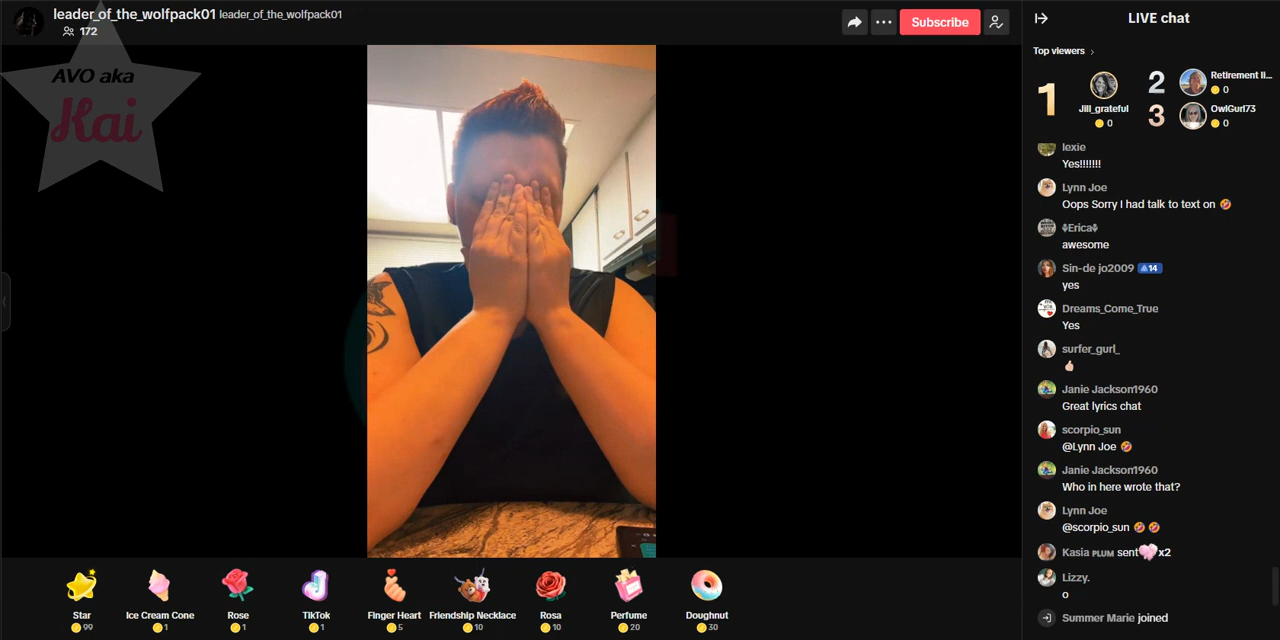 leader_of_the_wolfpack01 leader_of_the_wolfpack01
172
Subscribe
AVO aka
Kai
LIVE chat
Top viewers
1
Jill_grateful
0
2
Retirement li...
0
3
OwlGurl73
0
lexie
Yes!!!!!!!
Lynn Joe
Oops Sorry I had talk to text on 🤣
Erica
awesome
Sin-de jo2009 14
yes
Dreams_Come_True
Yes
surfer_gurl_
👍🏻
Janie Jackson1960
Great lyrics chat
scorpio_sun
@Lynn Joe 🤣
Janie Jackson1960
Who in here wrote that?
Lynn Joe
@scorpio_sun 🤣 🤣
Kasia ᴘʟᴜᴍ sent x2
Lizzy.
o
Summer Marie joined
Star
99
Ice Cream Cone
1
Rose
1
TikTok
1
Finger Heart
5
Friendship Necklace
10
Rosa
10
Perfume
20
Doughnut
30